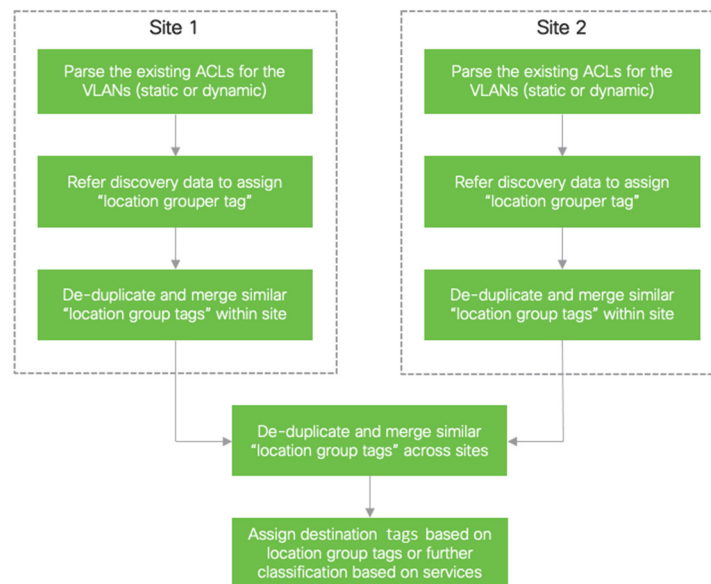 Site 1
Parse the existing ACLs for the
VLANs (static or dynamic)
Refer discovery data to assign
“location grouper tag”
De-duplicate and merge similar
“location group tags” within site
Site 2
Parse the existing ACLs for the
VLANs (static or dynamic)
Refer discovery data to assign
“location grouper tag”
De-duplicate and merge similar
“location group tags” within site
De-duplicate and merge similar
“location group tags” across sites
Assign destination tags based on
location group tags or further
classification based on services